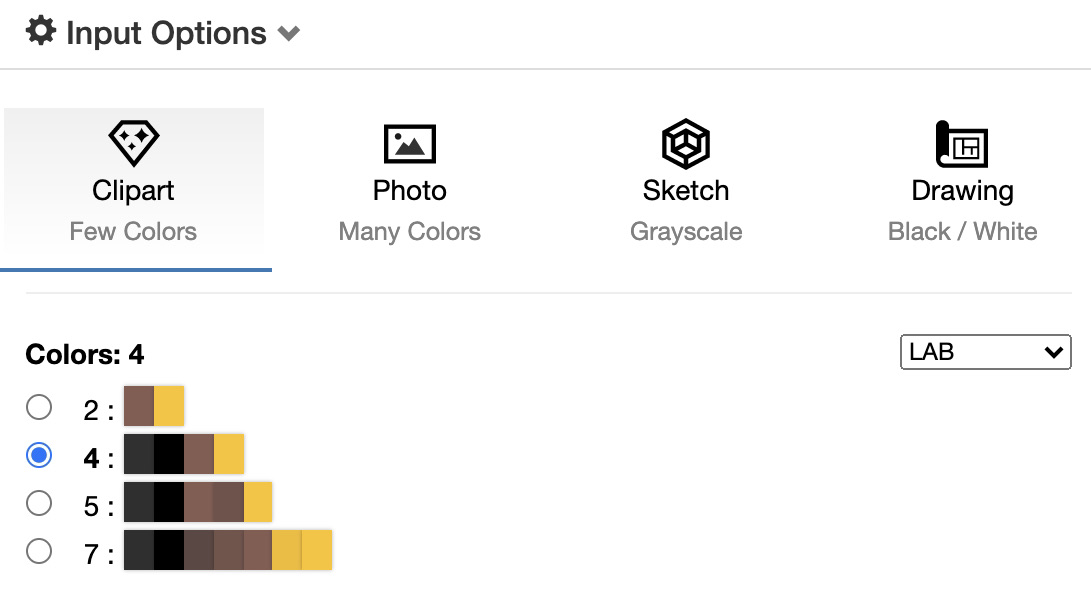 Input Options
Clipart
Few Colors
Photo
Many Colors
Sketch
Grayscale
Drawing
Black / White
Colors: 4
LAB
2 :
4 :
5 :
7 :